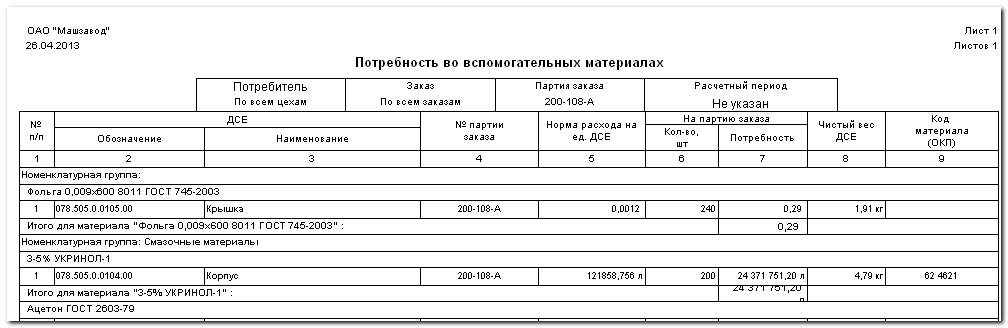 ОАО "Машзавод"
Лист 1
26.04.2013
Листов 1
Потребность во вспомогательных материалах
Потребитель Заказ Партия заказа Расчетный период
По всем цехам По всем заказам 200-108-А Не указан
№ п/п ДСЕ № партии заказа Норма расхода на ед. ДСЕ На партию заказа Чистый вес ДСЕ Код материала (ОКП)
Обозначение Наименование Кол-во, шт Потребность
1 2 3 4 5 6 7 8 9
Номенклатурная группа:
Фольга 0,009х600 8011 ГОСТ 745-2003
1 078.505.0.0105.00 Крышка 200-108-А 0,0012 240 0,29 1,91 кг
Итого для материала "Фольга 0,009х600 8011 ГОСТ 745-2003" : 0,29
Номенклатурная группа: Смазочные материалы
3-5% УКРИНОЛ-1
1 078.505.0.0104.00 Корпус 200-108-А 121858,756 л 200 24 371 751,20 л 4,79 кг 62 4621
Итого для материала "3-5% УКРИНОЛ-1" : 24 371 751,20 л
Ацетон ГОСТ 2603-79